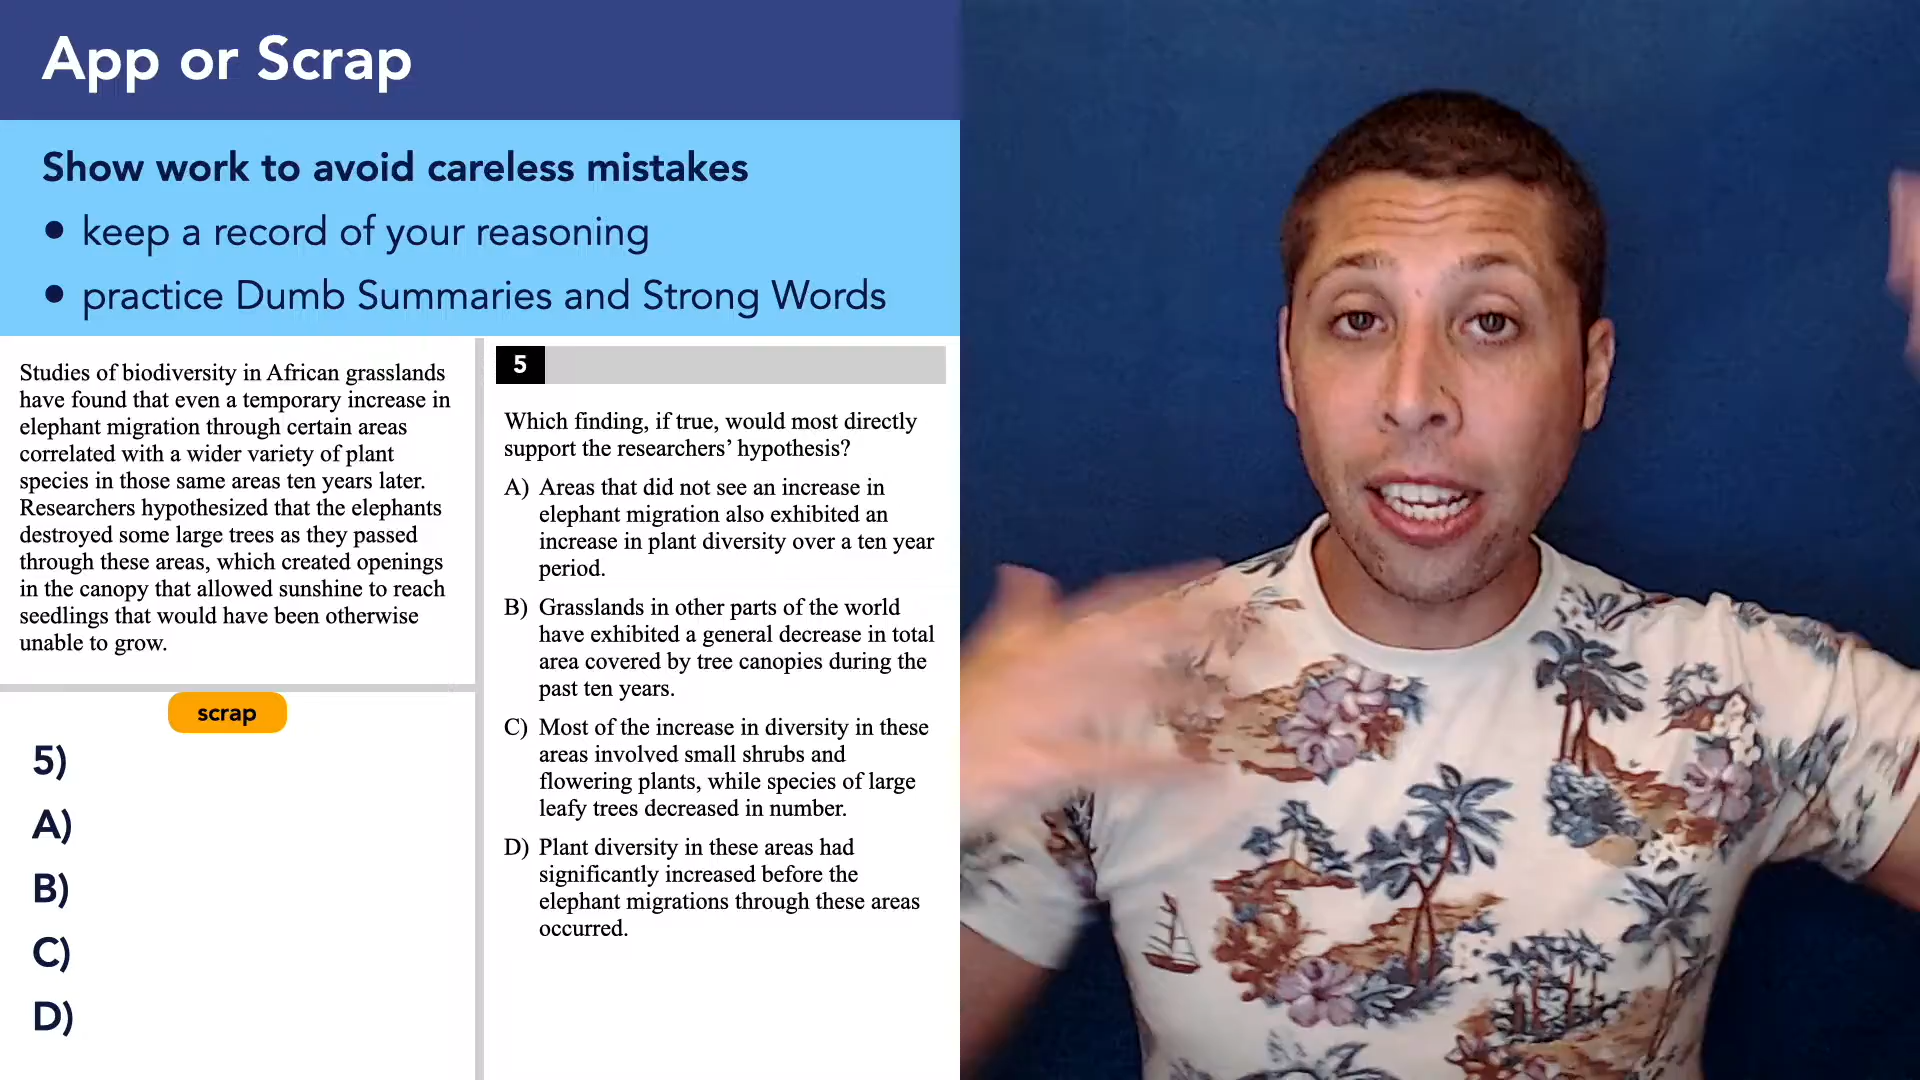 App or Scrap
Show work to avoid careless mistakes
• keep a record of your reasoning
• practice Dumb Summaries and Strong Words
Studies of biodiversity in African grasslands
have found that even a temporary increase in
elephant migration through certain areas
correlated with a wider variety of plant
species in those same areas ten years later.
Researchers hypothesized that the elephants
destroyed some large trees as they passed
through these areas, which created openings
in the canopy that allowed sunshine to reach
seedlings that would have been otherwise
unable to grow.
scrap
5)
A)
B)
C)
D)
5
Which finding, if true, would most directly
support the researchers’ hypothesis?
A) Areas that did not see an increase in
elephant migration also exhibited an
increase in plant diversity over a ten year
period.
B) Grasslands in other parts of the world
have exhibited a general decrease in total
area covered by tree canopies during the
past ten years.
C) Most of the increase in diversity in these
areas involved small shrubs and
flowering plants, while species of large
leafy trees decreased in number.
D) Plant diversity in these areas had
significantly increased before the
elephant migrations through these areas
occurred.